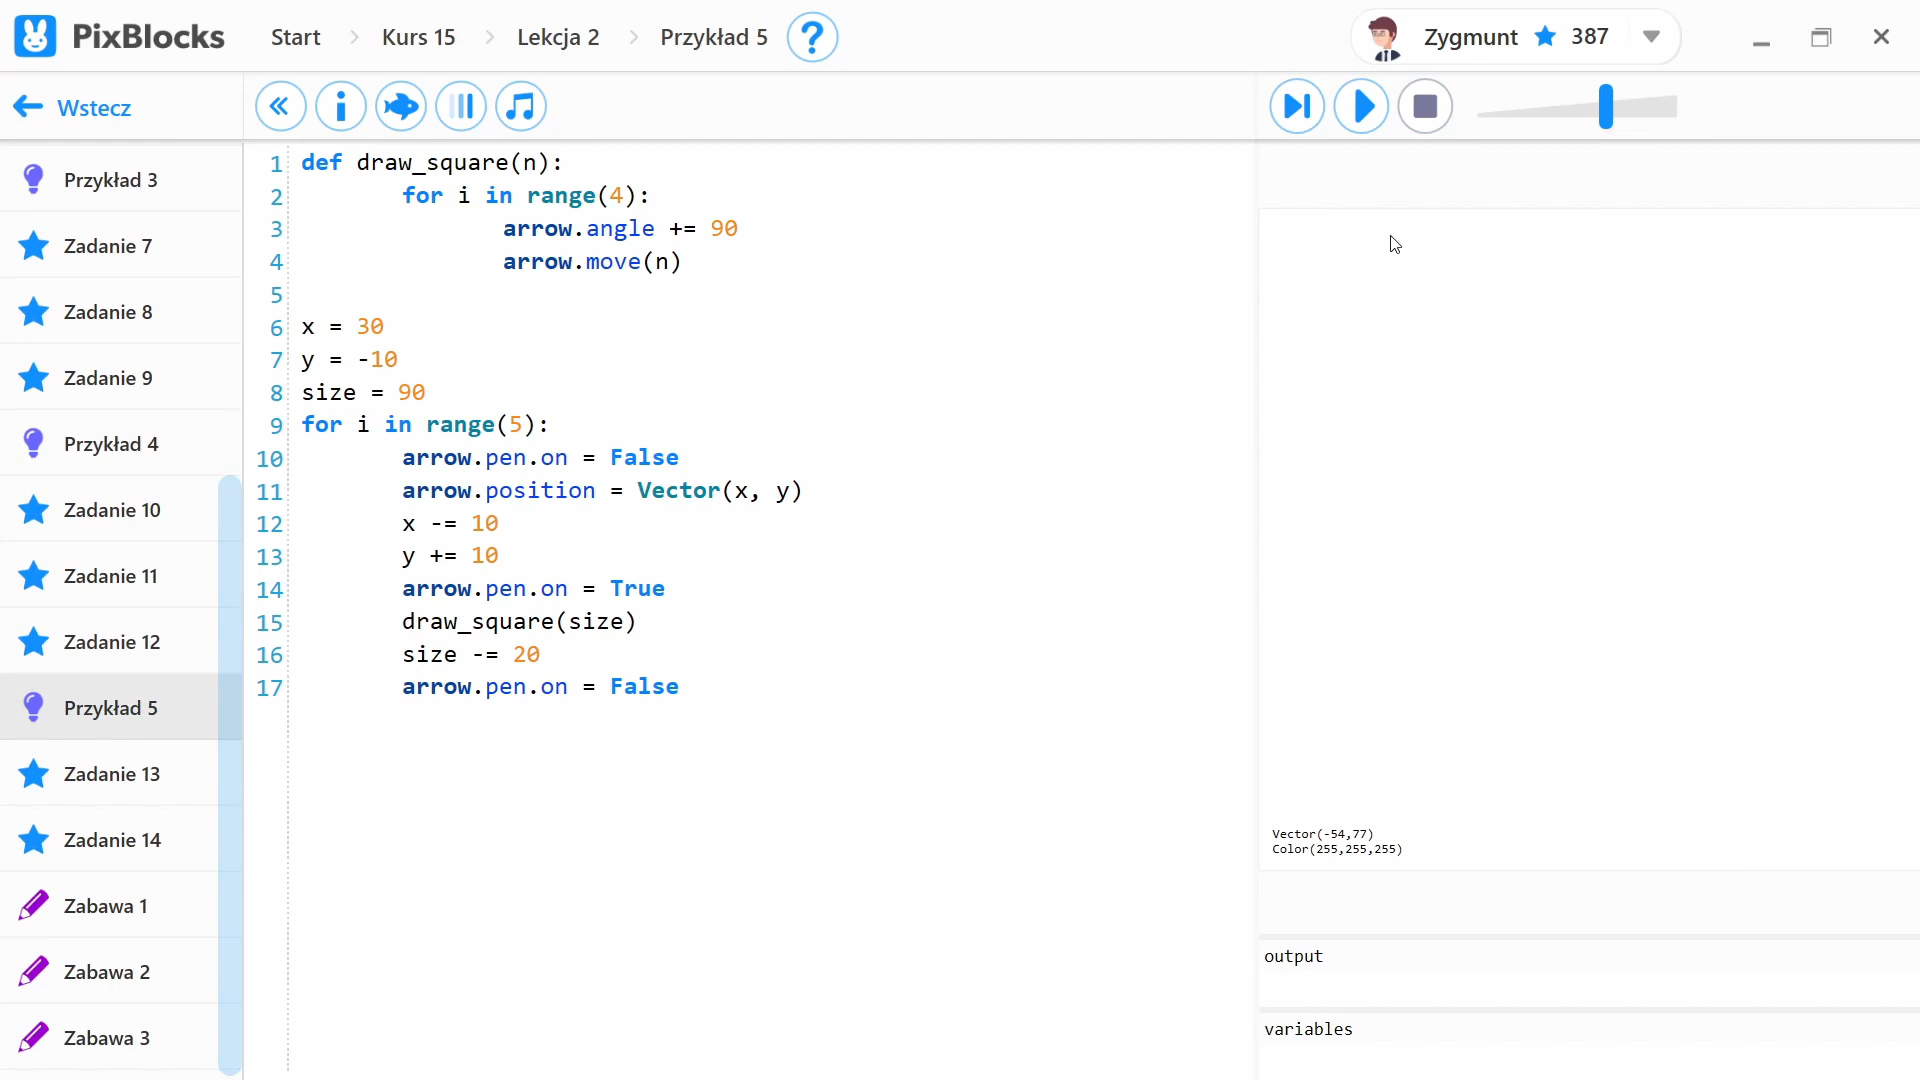 PixBlocks
Start
Kurs 15
Lekcja 2
Przykład 5
?
Zygmunt
387
Wstecz
Przykład 3
Zadanie 7
Zadanie 8
Zadanie 9
Przykład 4
Zadanie 10
Zadanie 11
Zadanie 12
Przykład 5
Zadanie 13
Zadanie 14
Zabawa 1
Zabawa 2
Zabawa 3
1 def draw_square(n):
2 for i in range(4):
3 arrow.angle += 90
4 arrow.move(n)
5
6 x = 30
7 y = -10
8 size = 90
9 for i in range(5):
10 arrow.pen.on = False
11 arrow.position = Vector(x, y)
12 x -= 10
13 y += 10
14 arrow.pen.on = True
15 draw_square(size)
16 size -= 20
17 arrow.pen.on = False
Vector(-54,77)
Color(255,255,255)
output
variables